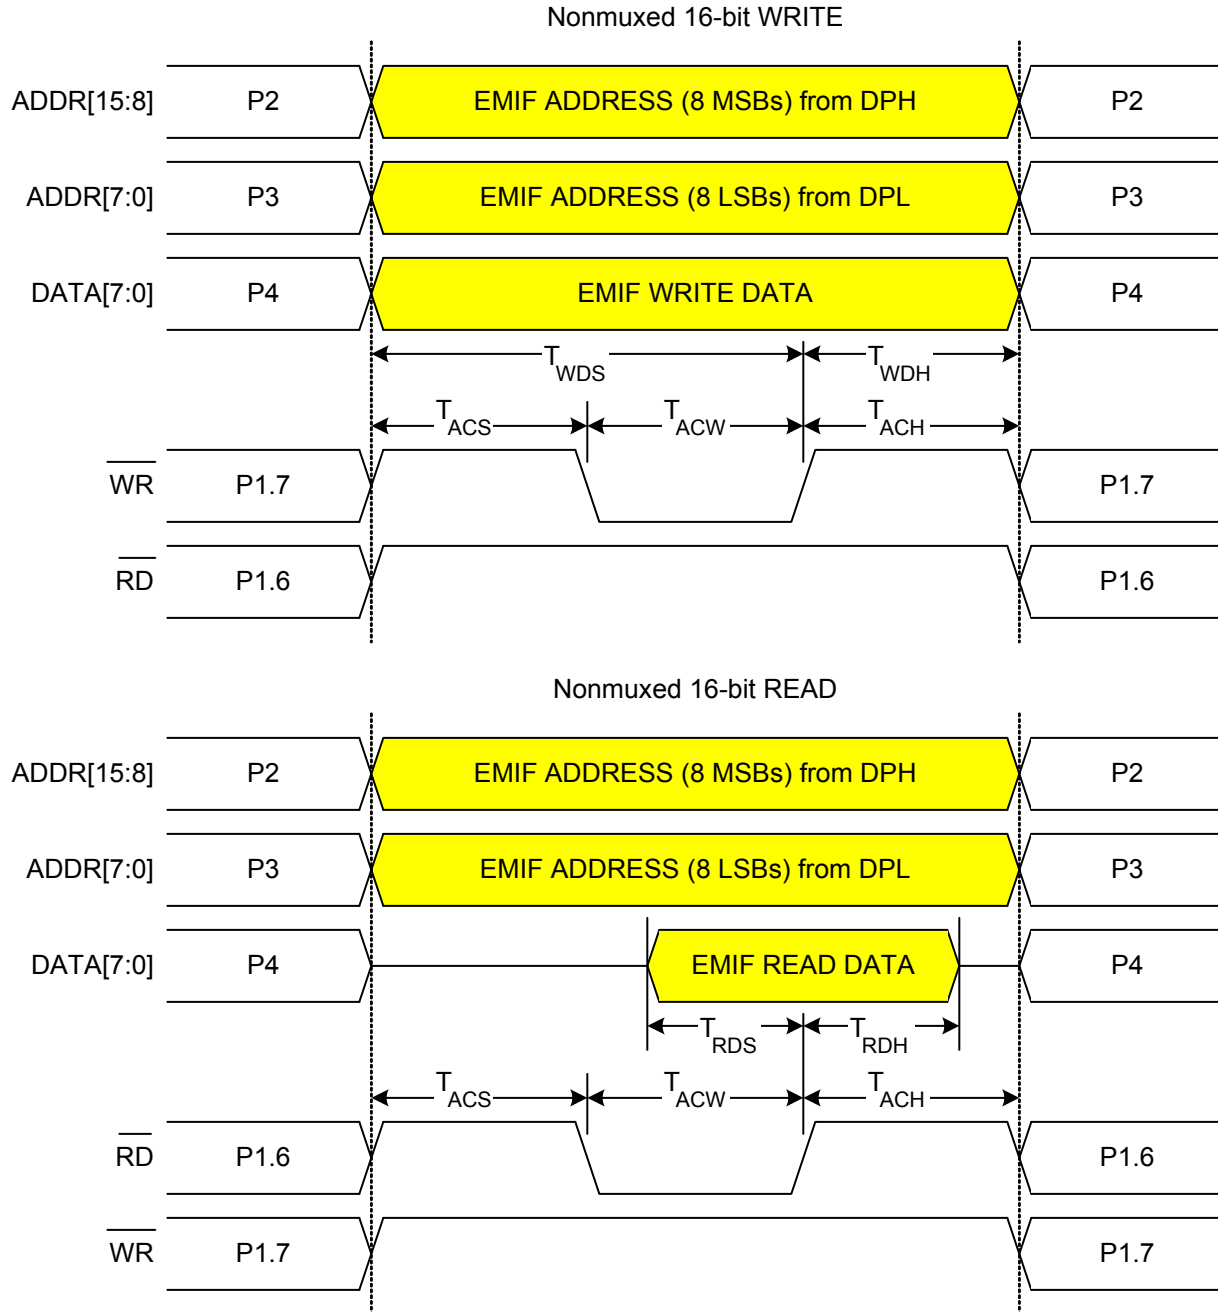 Nonmuxed 16-bit WRITE
ADDR[15:8] P2 EMIF ADDRESS (8 MSBs) from DPH P2
ADDR[7:0] P3 EMIF ADDRESS (8 LSBs) from DPL P3
DATA[7:0] P4 EMIF WRITE DATA P4
TWDS TWDH
TACS TACW TACH
WR P1.7 P1.7
RD P1.6 P1.6
Nonmuxed 16-bit READ
ADDR[15:8] P2 EMIF ADDRESS (8 MSBs) from DPH P2
ADDR[7:0] P3 EMIF ADDRESS (8 LSBs) from DPL P3
DATA[7:0] P4 EMIF READ DATA P4
TRDS TRDH
TACS TACW TACH
RD P1.6 P1.6
WR P1.7 P1.7